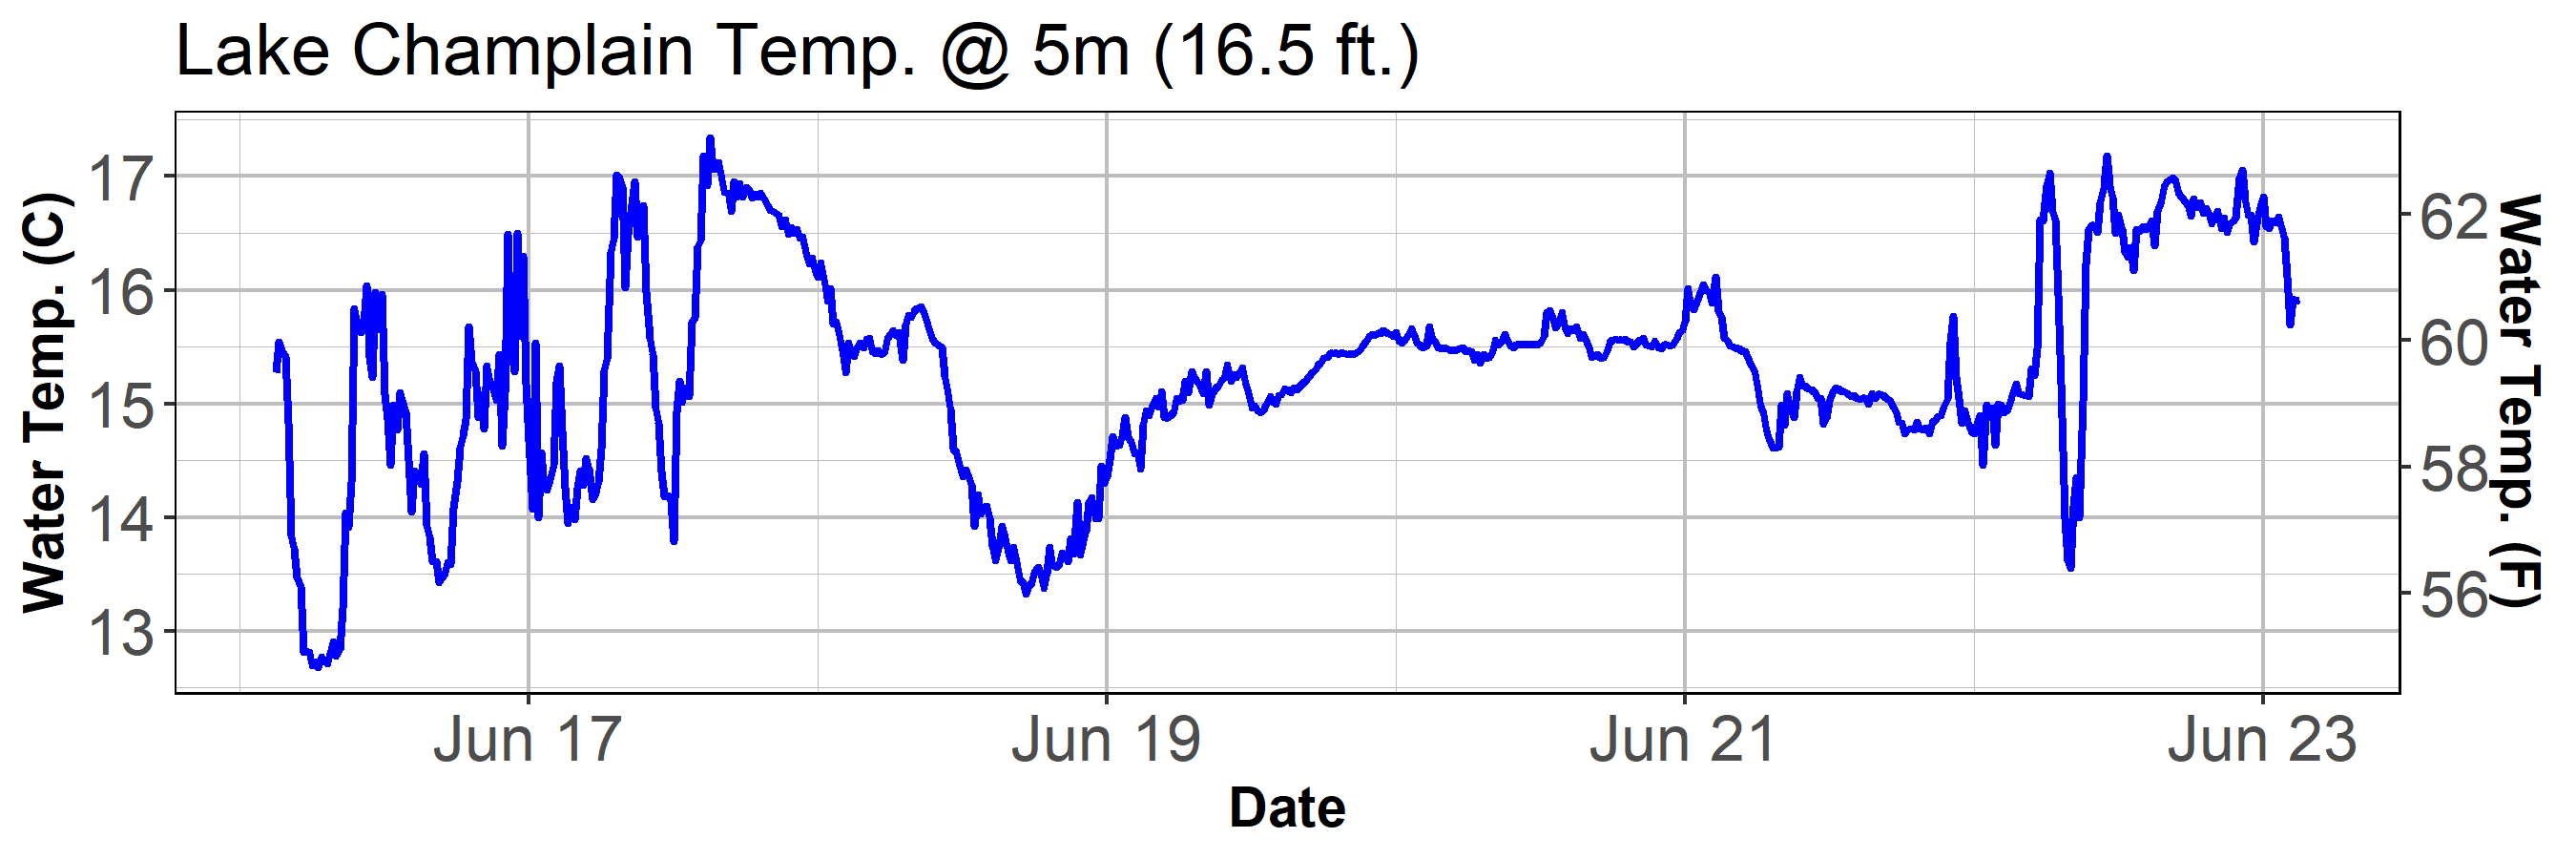 Lake Champlain Temp. @ 5m (16.5 ft.)
Water Temp. (C)
17
16
15
14
13
62
60
58
56
Water Temp. (F)
Jun 17
Jun 19
Jun 21
Jun 23
Date